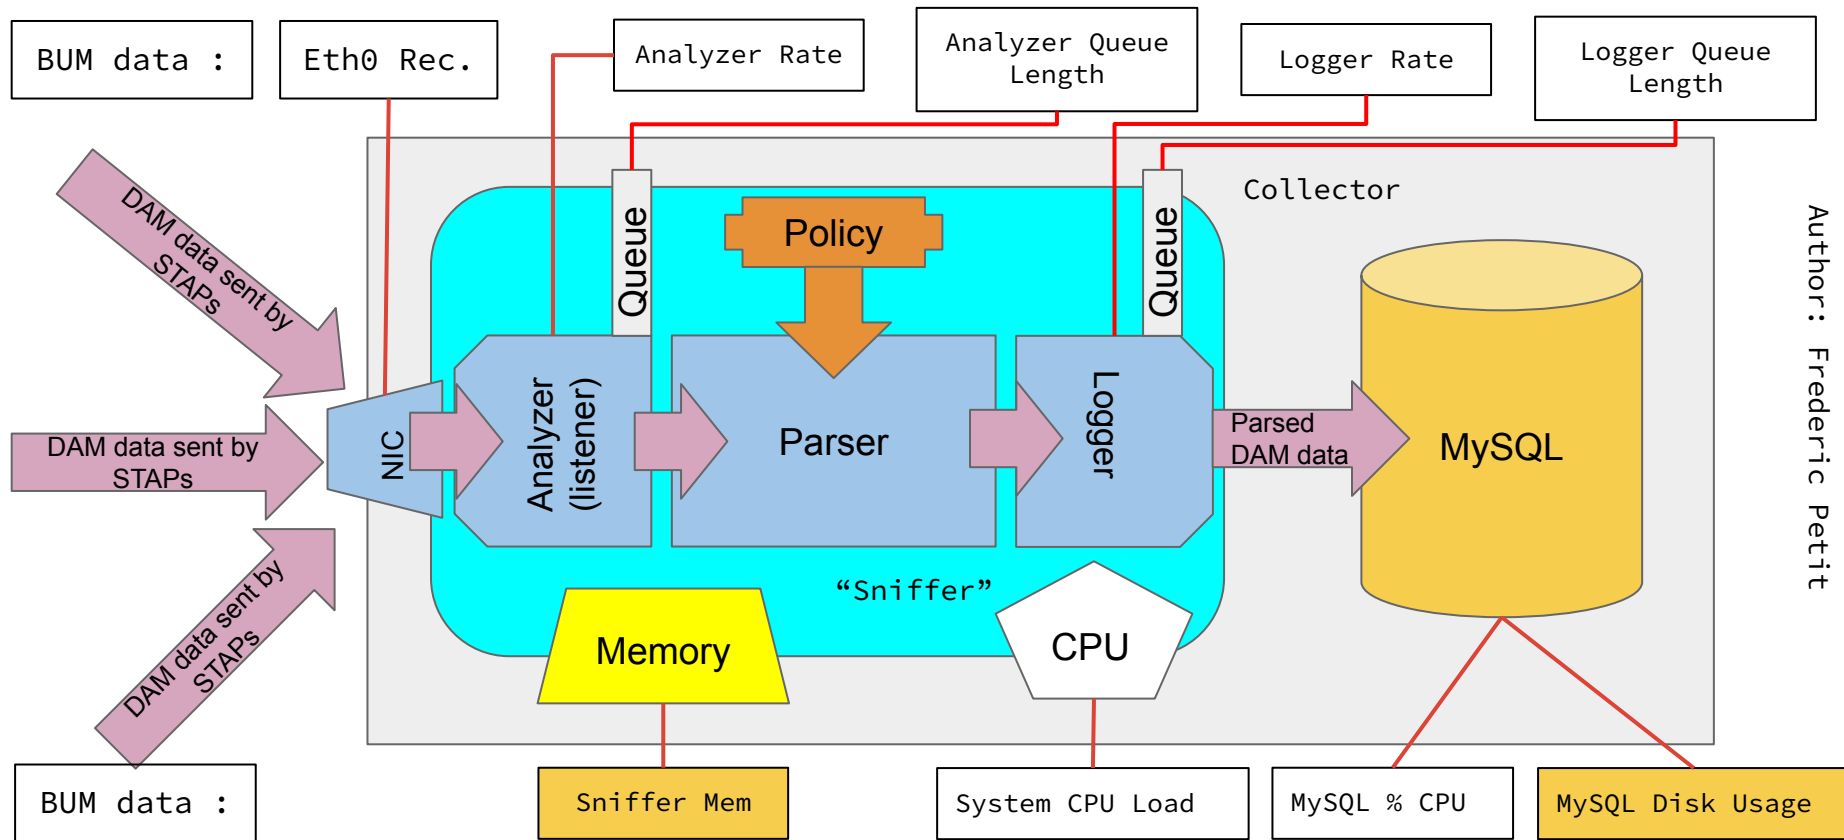 BUM data :
Eth0 Rec.
Analyzer Rate
Analyzer Queue
Length
Logger Rate
Logger Queue
Length
Collector
DAM data sent by
STAPs
DAM data sent by
STAPs
DAM data sent by
STAPs
NIC
Analyzer
(listener)
Queue
Policy
Parser
Queue
Logger
Parsed
DAM data
MySQL
“Sniffer”
Memory
CPU
Author: Frederic Petit
BUM data :
Sniffer Mem
System CPU Load
MySQL % CPU
MySQL Disk Usage